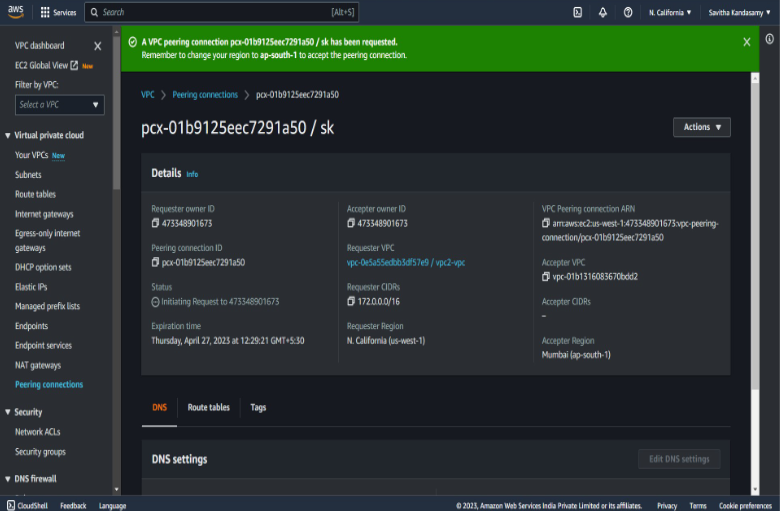 aws
Services
Search
[Alt+S]
N. California ▼
Savitha Kandasamy ▼
VPC dashboard
EC2 Global View New
Filter by VPC:
Select a VPC
Virtual private cloud
Your VPCs New
Subnets
Route tables
Internet gateways
Egress-only internet
gateways
DHCP option sets
Elastic IPs
Managed prefix lists
Endpoints
Endpoint services
NAT gateways
Peering connections
Security
Network ACLs
Security groups
DNS firewall
A VPC peering connection pcx-01b9125eec7291a50 / sk has been requested.
Remember to change your region to ap-south-1 to accept the peering connection.
VPC > Peering connections > pcx-01b9125eec7291a50
pcx-01b9125eec7291a50 / sk
Actions ▼
Details Info
Requester owner ID
473348901673
Peering connection ID
pcx-01b9125eec7291a50
Status
Initiating Request to 473348901673
Expiration time
Thursday, April 27, 2023 at 12:29:21 GMT+5:30
Accepter owner ID
473348901673
Requester VPC
vpc-0e5a55edbb3df57e9 / vpc2-vpc
Requester CIDRs
172.0.0.0/16
Requester Region
N. California (us-west-1)
VPC Peering connection ARN
arn:aws:ec2:us-west-1:473348901673:vpc-peering-
connection/pcx-01b9125eec7291a50
Accepter VPC
vpc-01b1316083670bdd2
Accepter CIDRs
–
Accepter Region
Mumbai (ap-south-1)
DNS
Route tables
Tags
DNS settings
Edit DNS settings
CloudShell
Feedback
Language
© 2023, Amazon Web Services India Private Limited or its affiliates.
Privacy
Terms
Cookie preferences